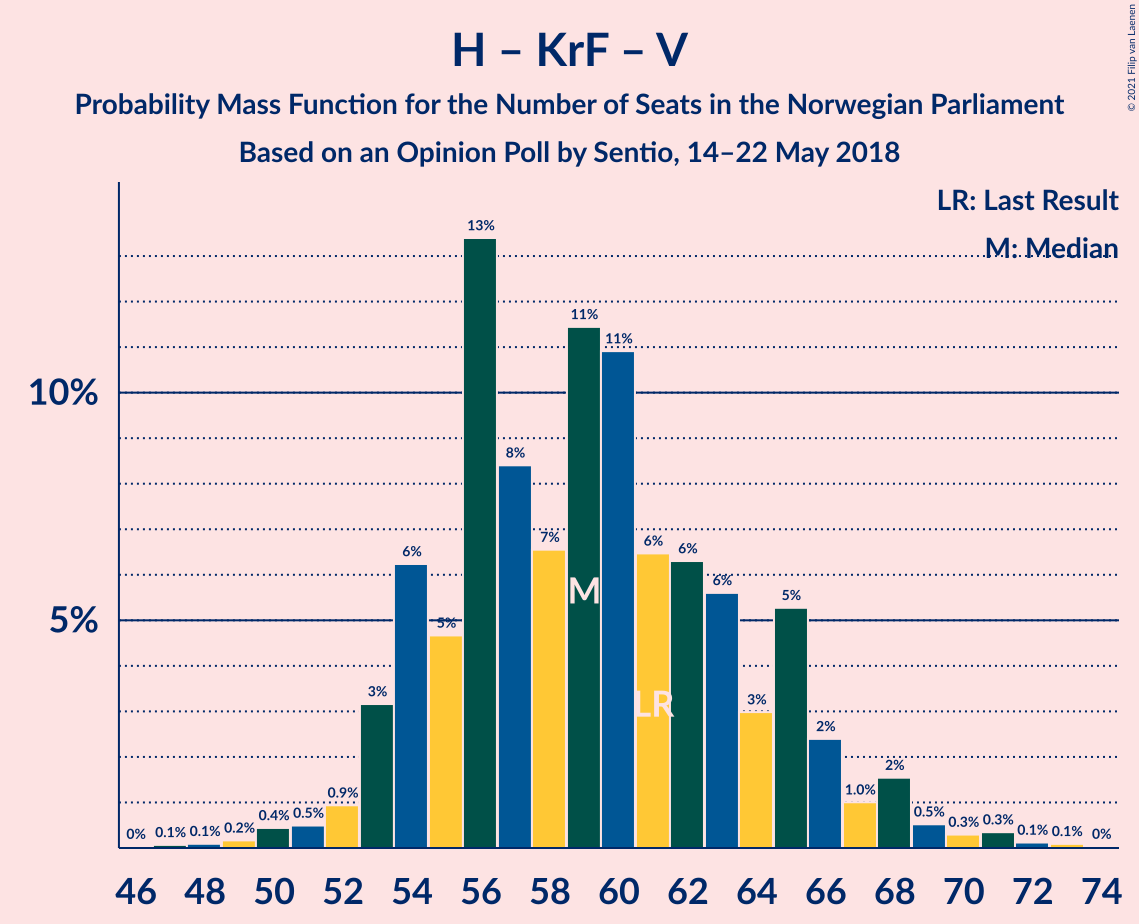 H – KrF – V
Probability Mass Function for the Number of Seats in the Norwegian Parliament
Based on an Opinion Poll by Sentio, 14–22 May 2018
© 2021 Filip van Laenen
LR: Last Result
M: Median
10%
5%
0% 0.1% 0.1% 0.2% 0.4% 0.5% 0.9% 3% 6% 5% 13% 8% 7% 11% 11% 6% 6% 6% 3% 5% 2% 1.0% 2% 0.5% 0.3% 0.3% 0.1% 0.1% 0%
M
LR
46 48 50 52 54 56 58 60 62 64 66 68 70 72 74